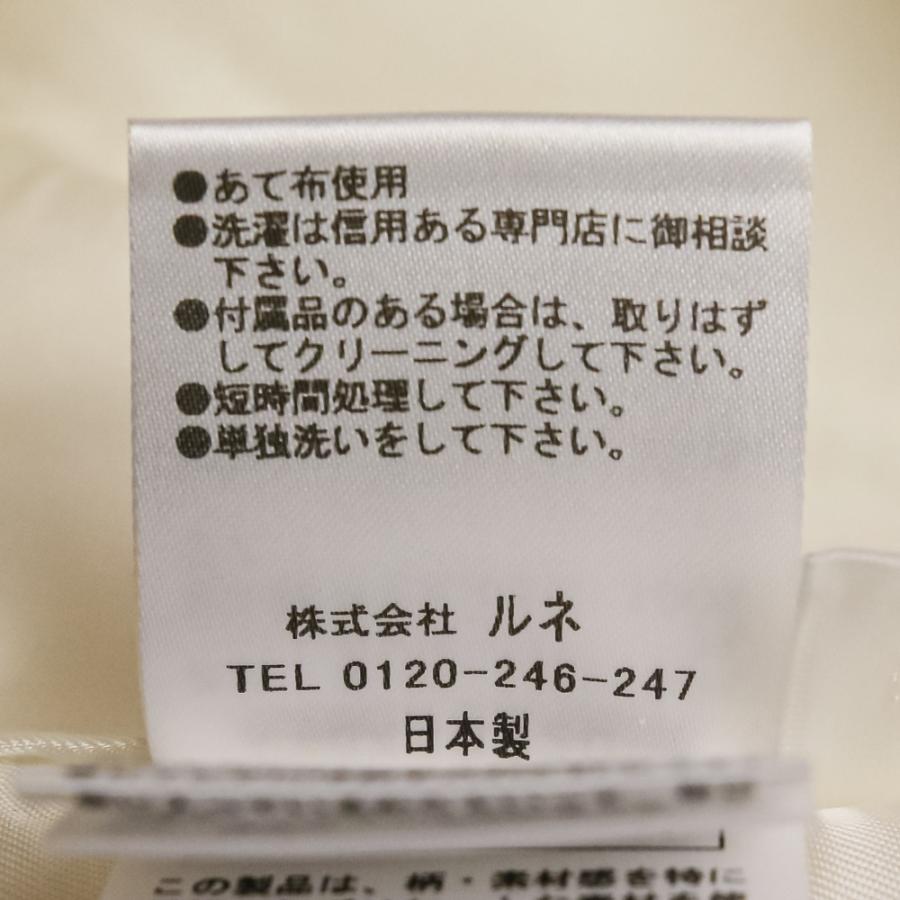 ●あて布使用
●洗濯は信用ある専門店に御相談
下さい。
●付属品のある場合は、取りはず
してクリーニングして下さい。
●短時間処理して下さい。
●単独洗いをして下さい。
株式会社 ルネ
TEL 0120-246-247
日本製
この製品は、柄・素材感を特に